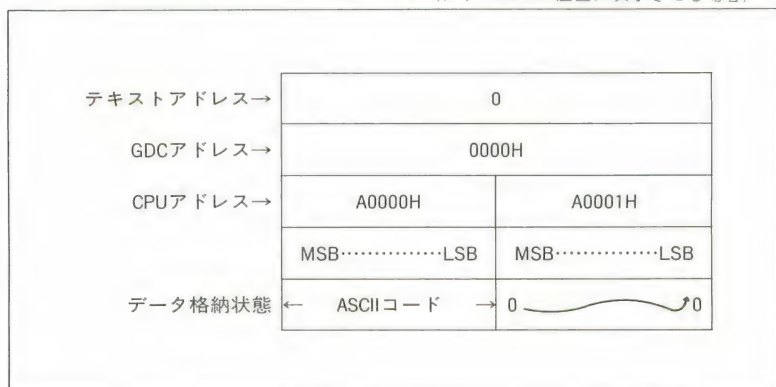 テキストアドレス→ 0
GDCアドレス→ 0000H
CPUアドレス→ A0000H A0001H
MSB……………LSB MSB……………LSB
データ格納状態 ← ASCIIコード → 0 0